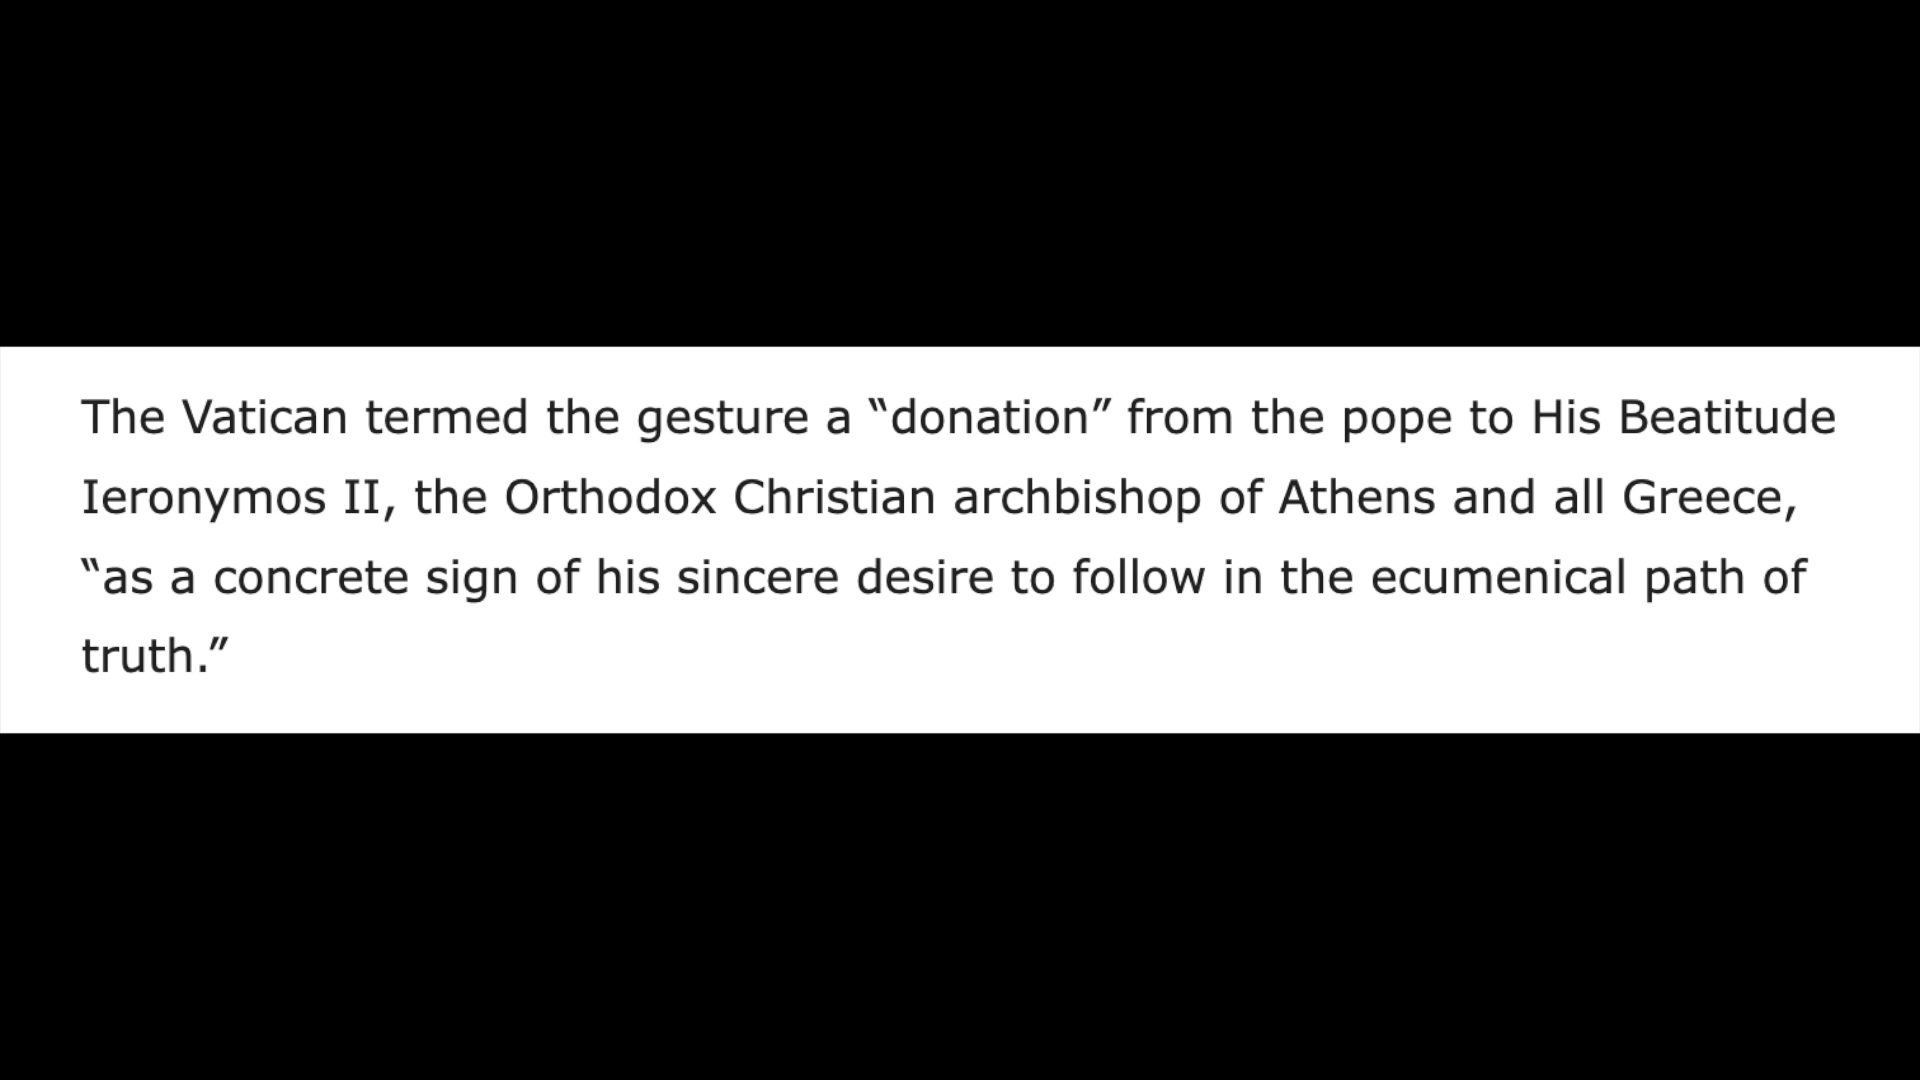 The Vatican termed the gesture a “donation” from the pope to His Beatitude
Ieronymos II, the Orthodox Christian archbishop of Athens and all Greece,
“as a concrete sign of his sincere desire to follow in the ecumenical path of
truth.”